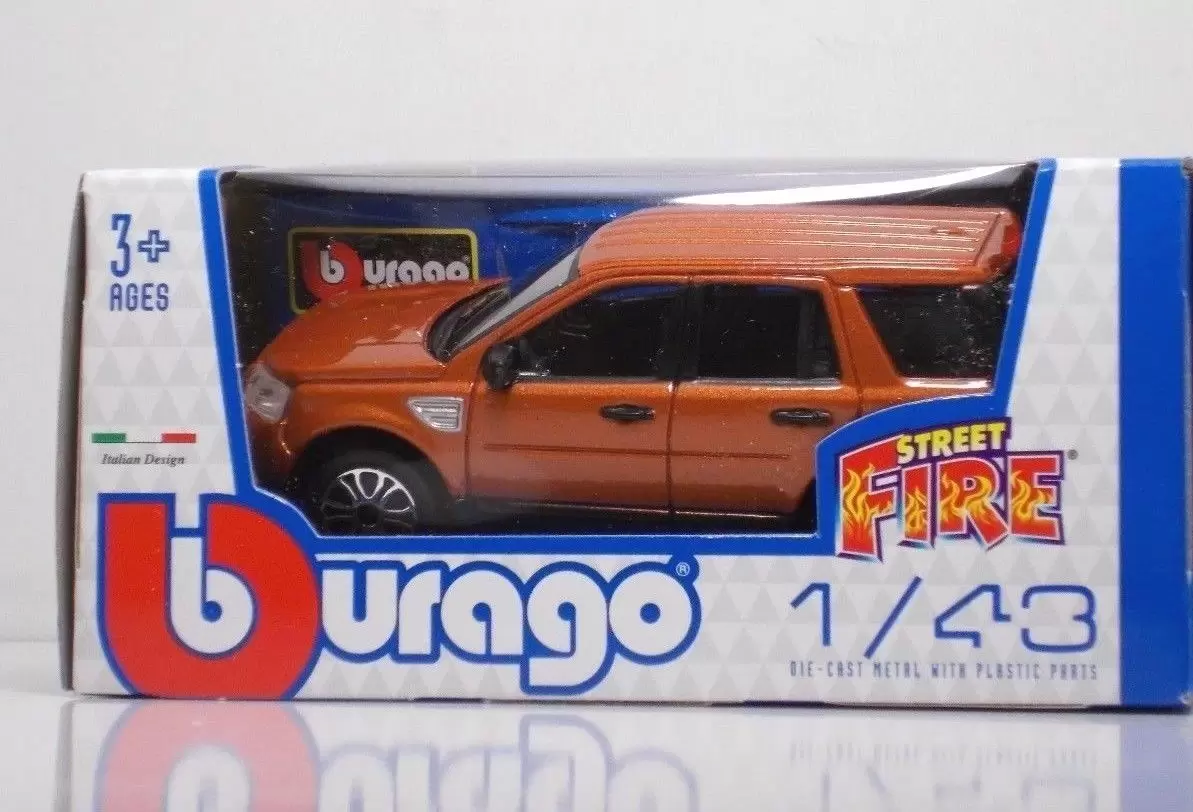 3+
AGES
burago
Italian Design
STREET
FIRE®
burago®
1/43
DIE-CAST METAL WITH PLASTIC PARTS